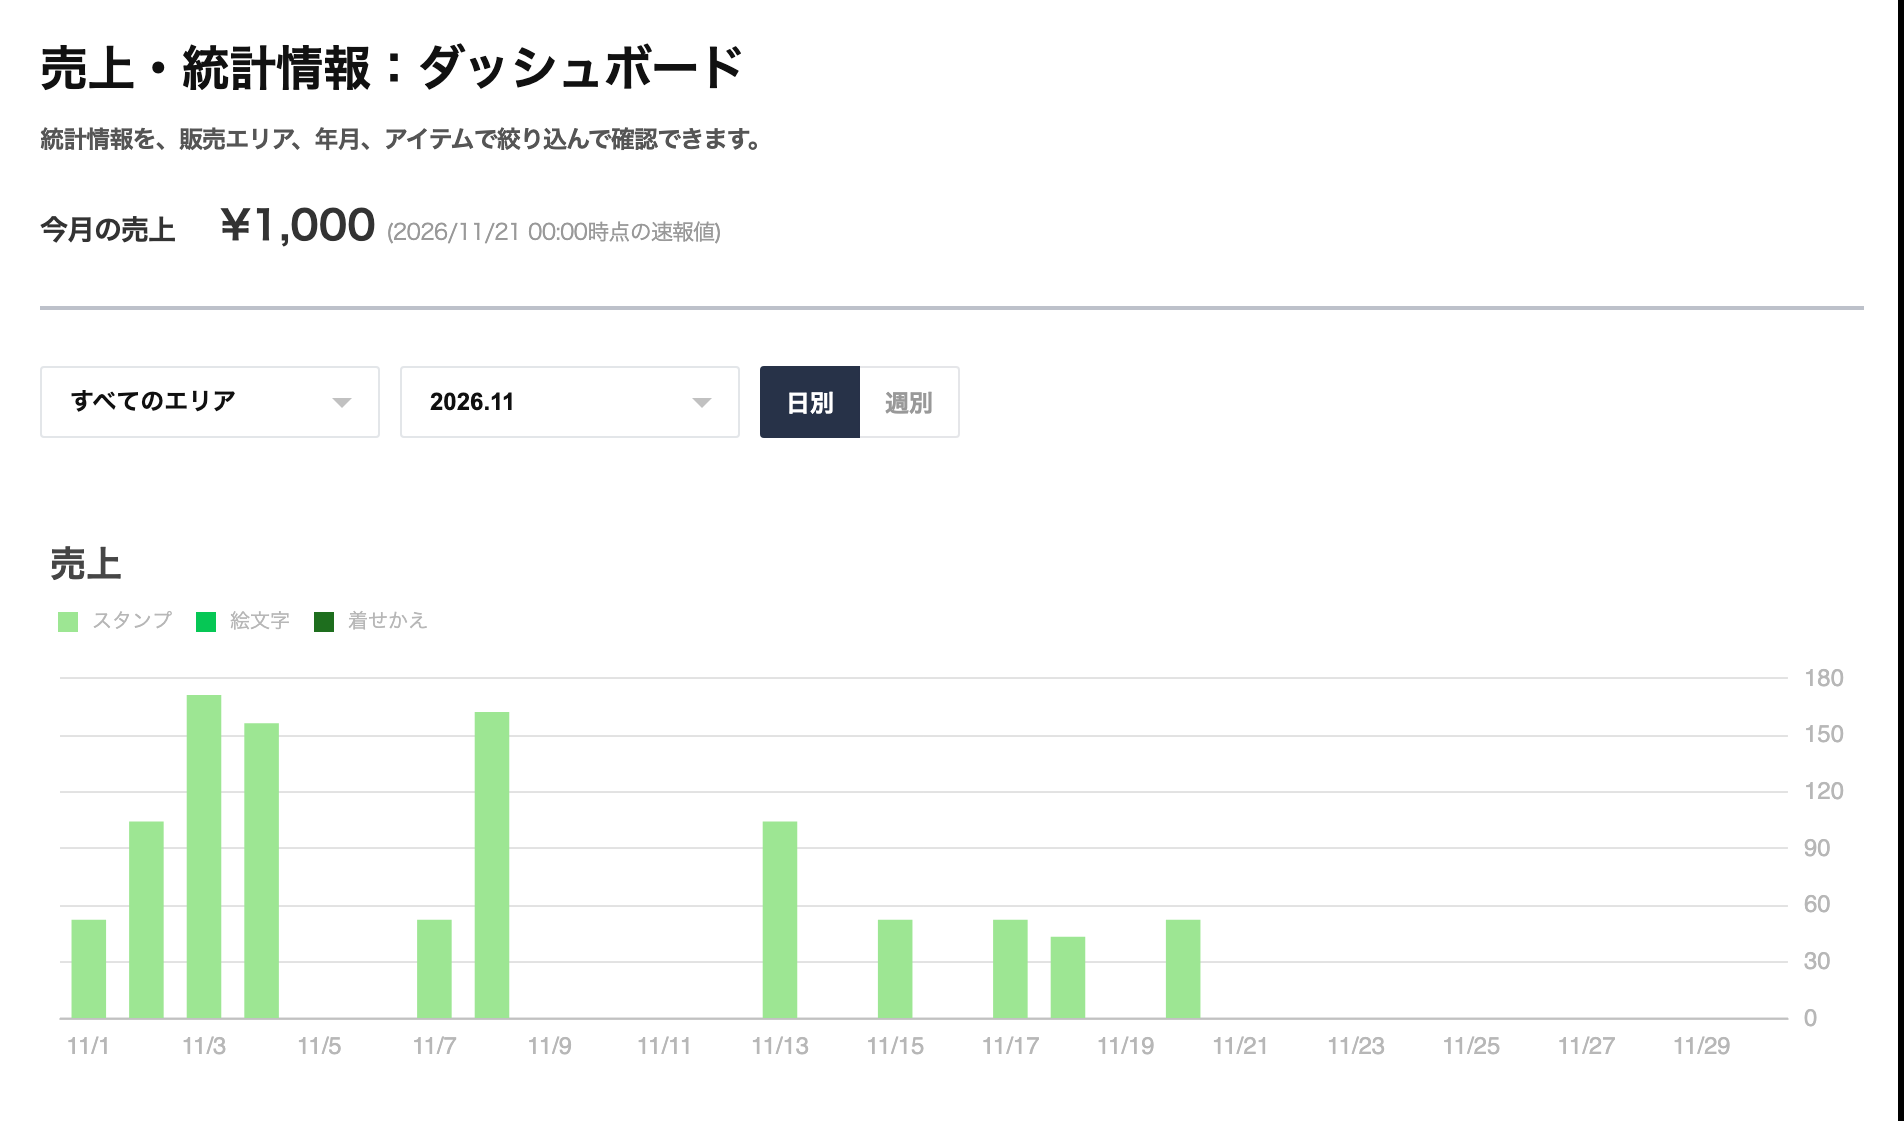 売上・統計情報：ダッシュボード
統計情報を、販売エリア、年月、アイテムで絞り込んで確認できます。
今月の売上 ¥1,000 (2026/11/21 00:00時点の速報値)
すべてのエリア 2026.11 日別 週別
売上
スタンプ 絵文字 着せかえ
180
150
120
90
60
30
0
11/1 11/3 11/5 11/7 11/9 11/11 11/13 11/15 11/17 11/19 11/21 11/23 11/25 11/27 11/29